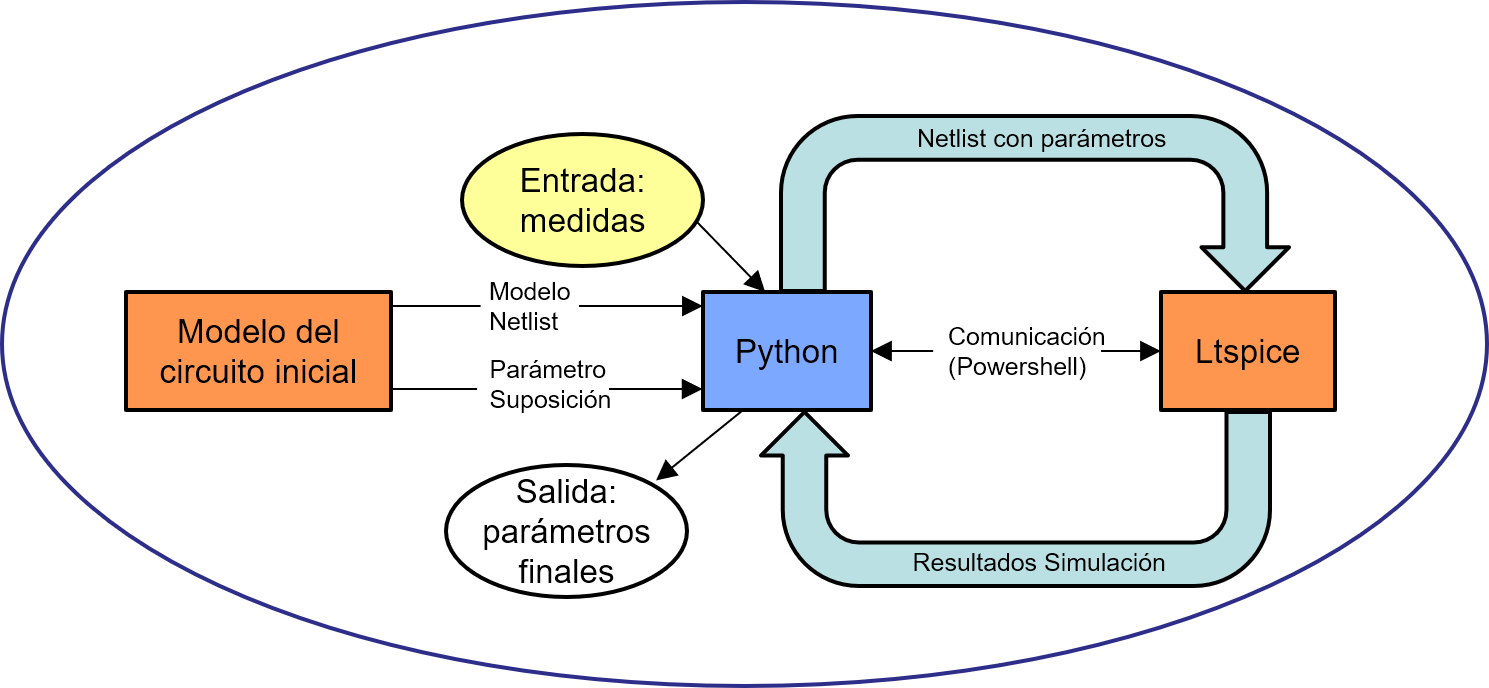 Netlist con parámetros
Entrada:
medidas
Modelo
Netlist
Modelo del
circuito inicial
Parámetro
Suposición
Python
Comunicación
(Powershell)
Ltspice
Salida:
parámetros
finales
Resultados Simulación